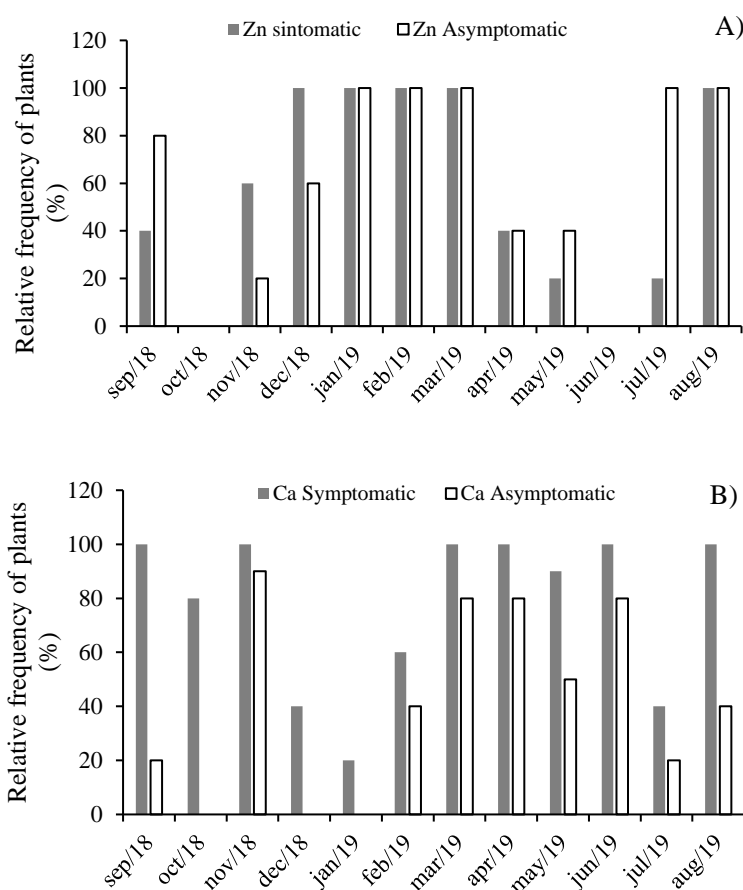 Zn sintomatic Zn Asymptomatic
A)
Relative frequency of plants
(%)
120
100
80
60
40
20
0
sep/18 oct/18 nov/18 dec/18 jan/19 feb/19 mar/19 apr/19 may/19 jun/19 jul/19 aug/19
Ca Symptomatic Ca Asymptomatic
B)
Relative frequency of plants
(%)
120
100
80
60
40
20
0
sep/18 oct/18 nov/18 dec/18 jan/19 feb/19 mar/19 apr/19 may/19 jun/19 jul/19 aug/19